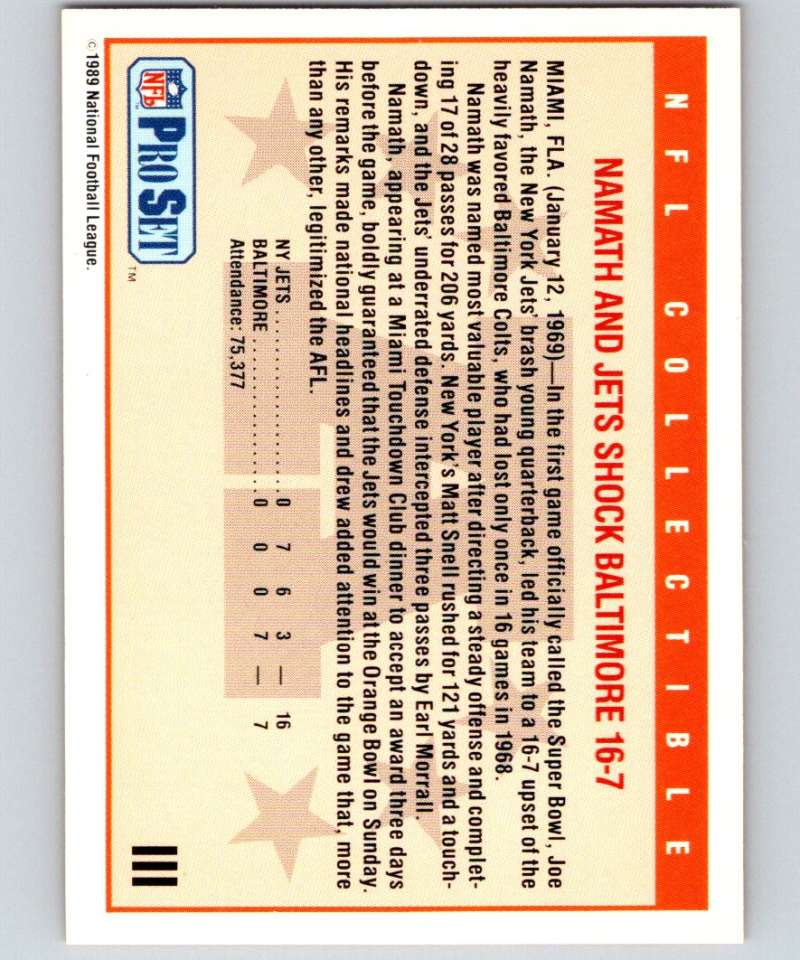 NFL COLLECTIBLE
NAMATH AND JETS SHOCK BALTIMORE 16-7
MIAMI, FLA. (January 12, 1969)—In the first game officially called the Super Bowl, Joe
Namath, the New York Jets' brash young quarterback, led his team to a 16-7 upset of the
heavily favored Baltimore Colts, who had lost only once in 16 games in 1968.
Namath was named most valuable player after directing a steady offense and complet-
ing 17 of 28 passes for 206 yards. New York's Matt Snell rushed for 121 yards and a touch-
down, and the Jets' underrated defense intercepted three passes by Earl Morrall.
Namath, appearing at a Miami Touchdown Club dinner to accept an award three days
before the game, boldly guaranteed that the Jets would win at the Orange Bowl on Sunday.
His remarks made national headlines and drew added attention to the game that, more
than any other, legitimized the AFL.
NY JETS . . . . . . . . . . . . . . . . . . 0 7 6 3 — 16
BALTIMORE . . . . . . . . . . . . . . . 0 0 0 7 — 7
Attendance: 75,377
NFL PRO SET ™
III
© 1989 National Football League.